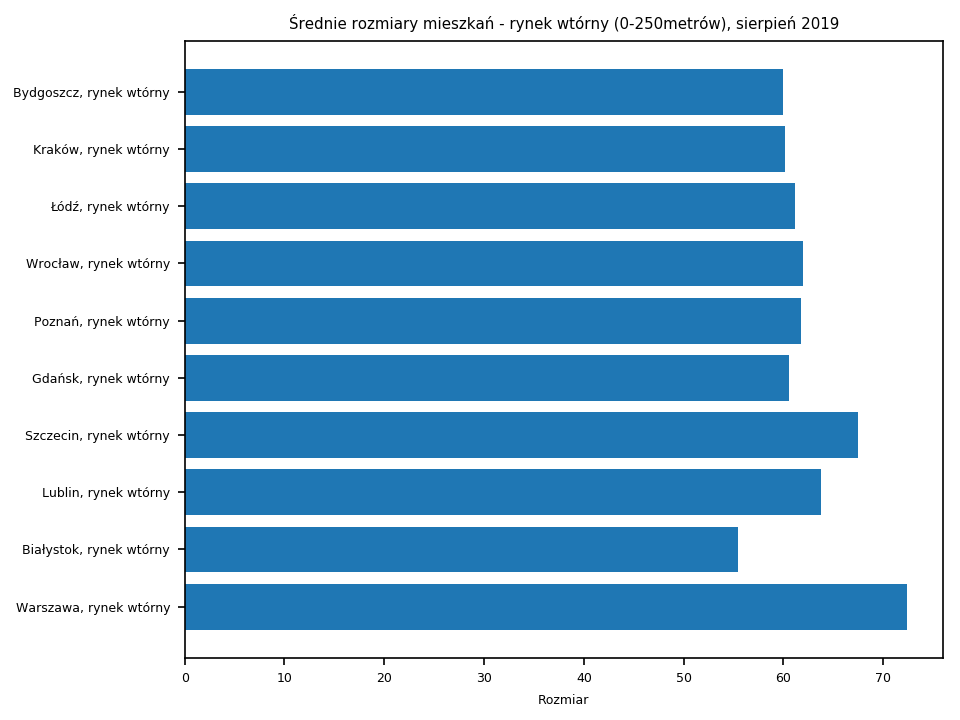 Średnie rozmiary mieszkań - rynek wtórny (0-250metrów), sierpień 2019
Bydgoszcz, rynek wtórny
Kraków, rynek wtórny
Łódź, rynek wtórny
Wrocław, rynek wtórny
Poznań, rynek wtórny
Gdańsk, rynek wtórny
Szczecin, rynek wtórny
Lublin, rynek wtórny
Białystok, rynek wtórny
Warszawa, rynek wtórny
0 10 20 30 40 50 60 70
Rozmiar